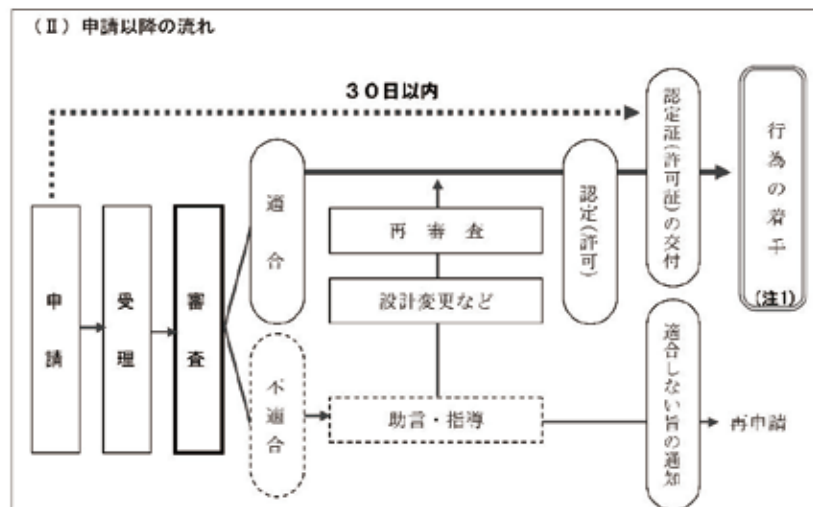 (Ⅱ) 申請以降の流れ
30日以内
申請
受理
審査
適合
不適合
再審査
設計変更など
助言・指導
認定(許可)
認定証(許可証)の交付
適合しない旨の通知
行為の着手
(注1)
再申請